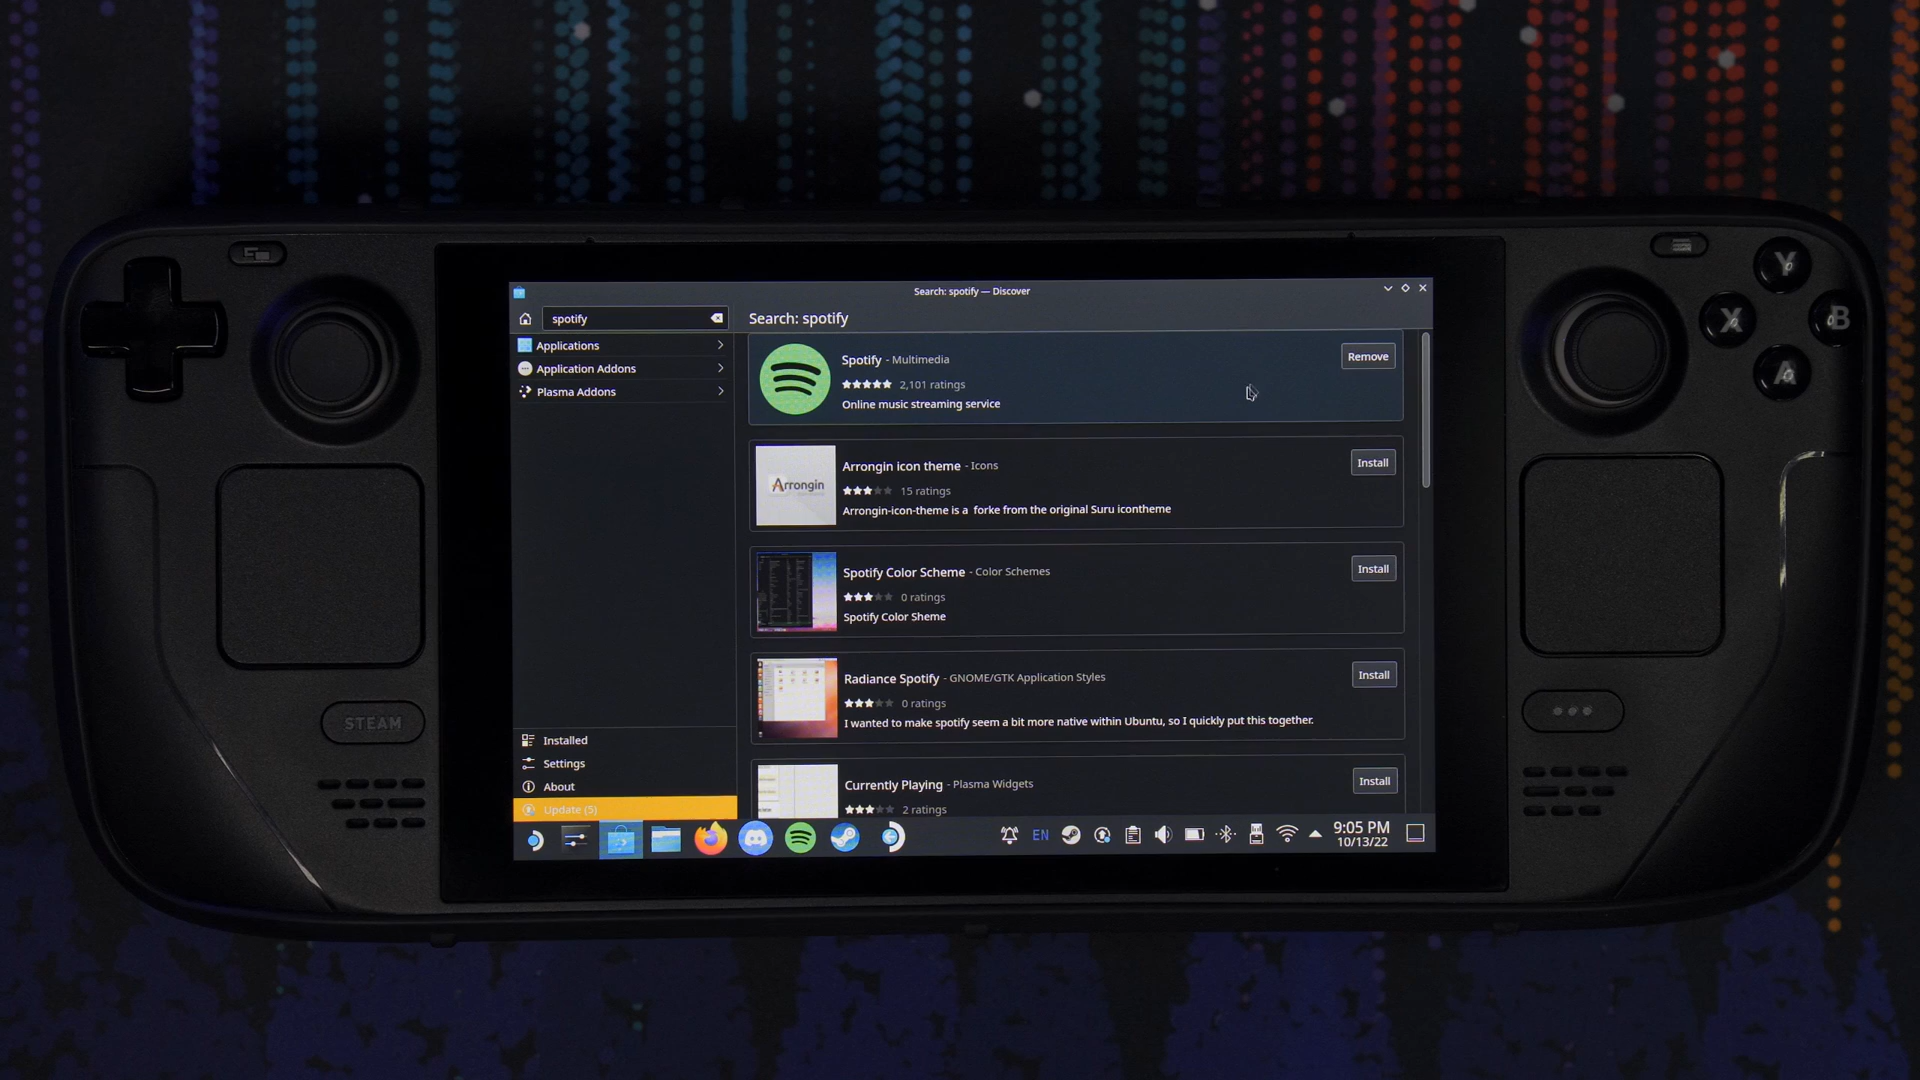 Search: spotify — Discover
spotify
Search: spotify
Applications
Application Addons
Plasma Addons
Installed
Settings
About
Update (5)
Spotify - Multimedia
Remove
2,101 ratings
Online music streaming service
Arrongin
Arrongin icon theme - Icons
Install
15 ratings
Arrongin-icon-theme is a forke from the original Suru icontheme
Spotify Color Scheme - Color Schemes
Install
0 ratings
Spotify Color Sheme
Radiance Spotify - GNOME/GTK Application Styles
Install
0 ratings
I wanted to make spotify seem a bit more native within Ubuntu, so I quickly put this together.
Currently Playing - Plasma Widgets
Install
2 ratings
EN
9:05 PM
10/13/22
STEAM
Y
X
B
A